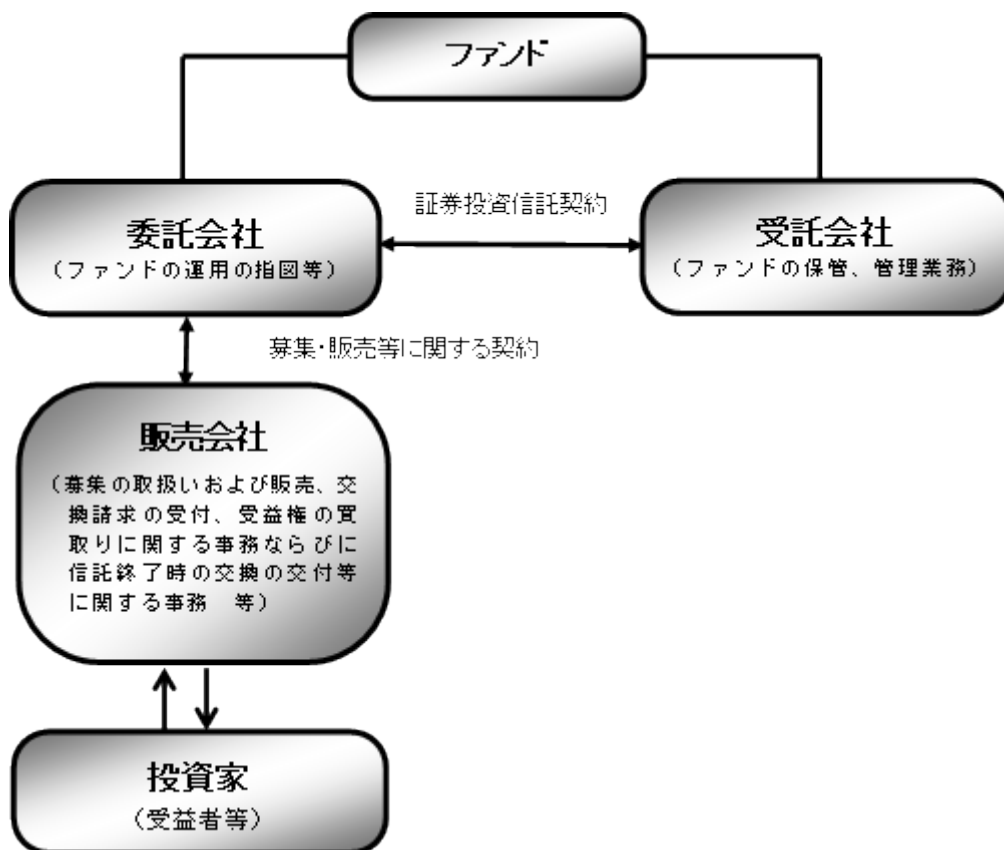 ファンド
証券投資信託契約
委託会社
（ファンドの運用の指図等）
受託会社
（ファンドの保管、管理業務）
募集・販売等に関する契約
販売会社
（募集の取扱いおよび販売、交
換請求の受付、受益権の買
取りに関する事務ならびに
信託終了時の交換の交付等
に関する事務　等）
投資家
（受益者等）